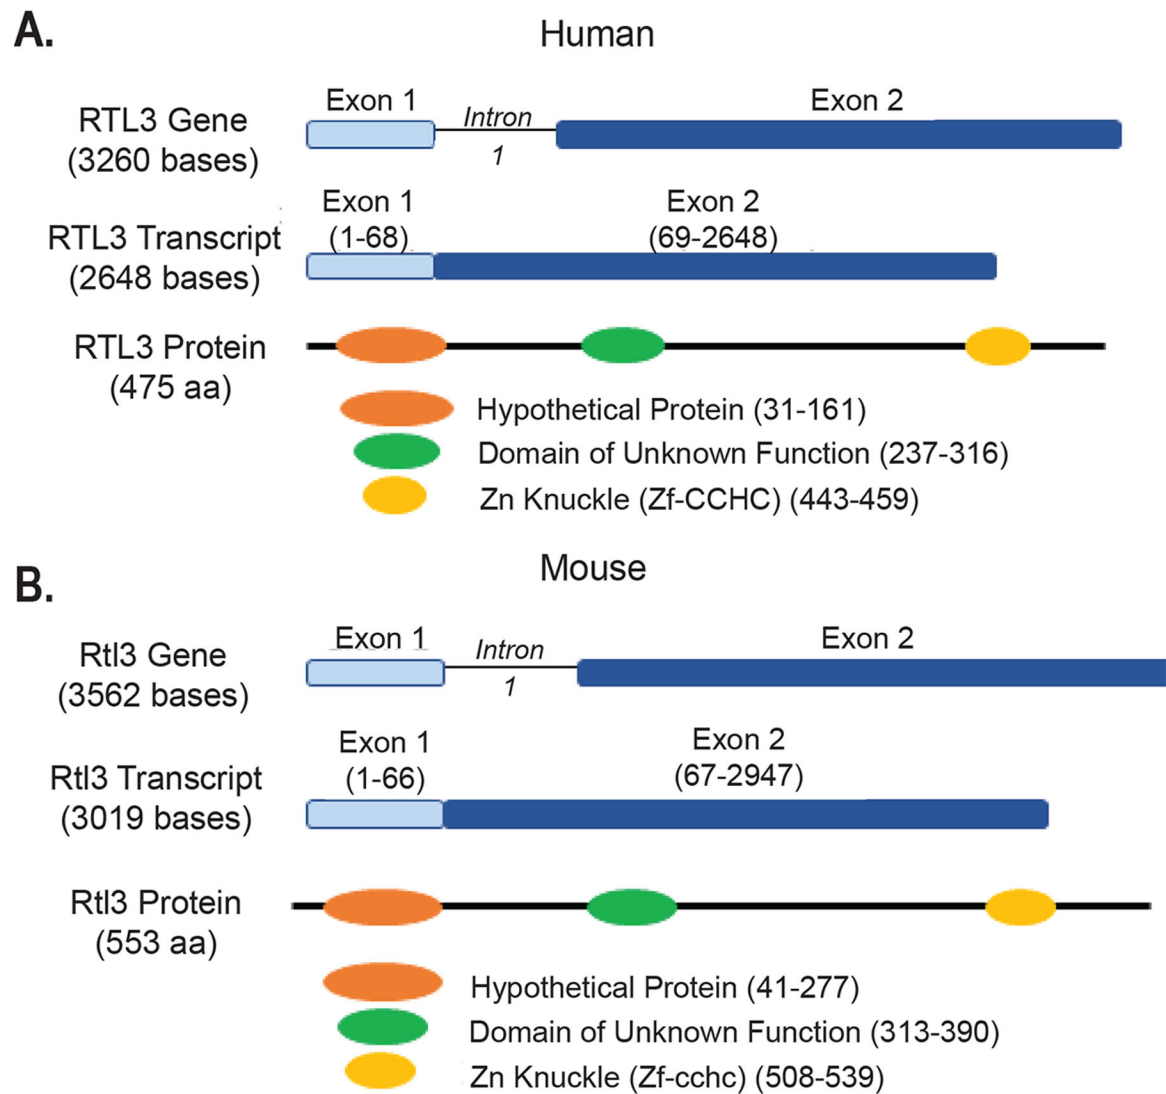 A.
Human
RTL3 Gene
(3260 bases)
Exon 1
Intron
1
Exon 2
RTL3 Transcript
(2648 bases)
Exon 1
(1-68)
Exon 2
(69-2648)
RTL3 Protein
(475 aa)
Hypothetical Protein (31-161)
Domain of Unknown Function (237-316)
Zn Knuckle (Zf-CCHC) (443-459)
B.
Mouse
Rtl3 Gene
(3562 bases)
Exon 1
Intron
1
Exon 2
Rtl3 Transcript
(3019 bases)
Exon 1
(1-66)
Exon 2
(67-2947)
Rtl3 Protein
(553 aa)
Hypothetical Protein (41-277)
Domain of Unknown Function (313-390)
Zn Knuckle (Zf-cchc) (508-539)